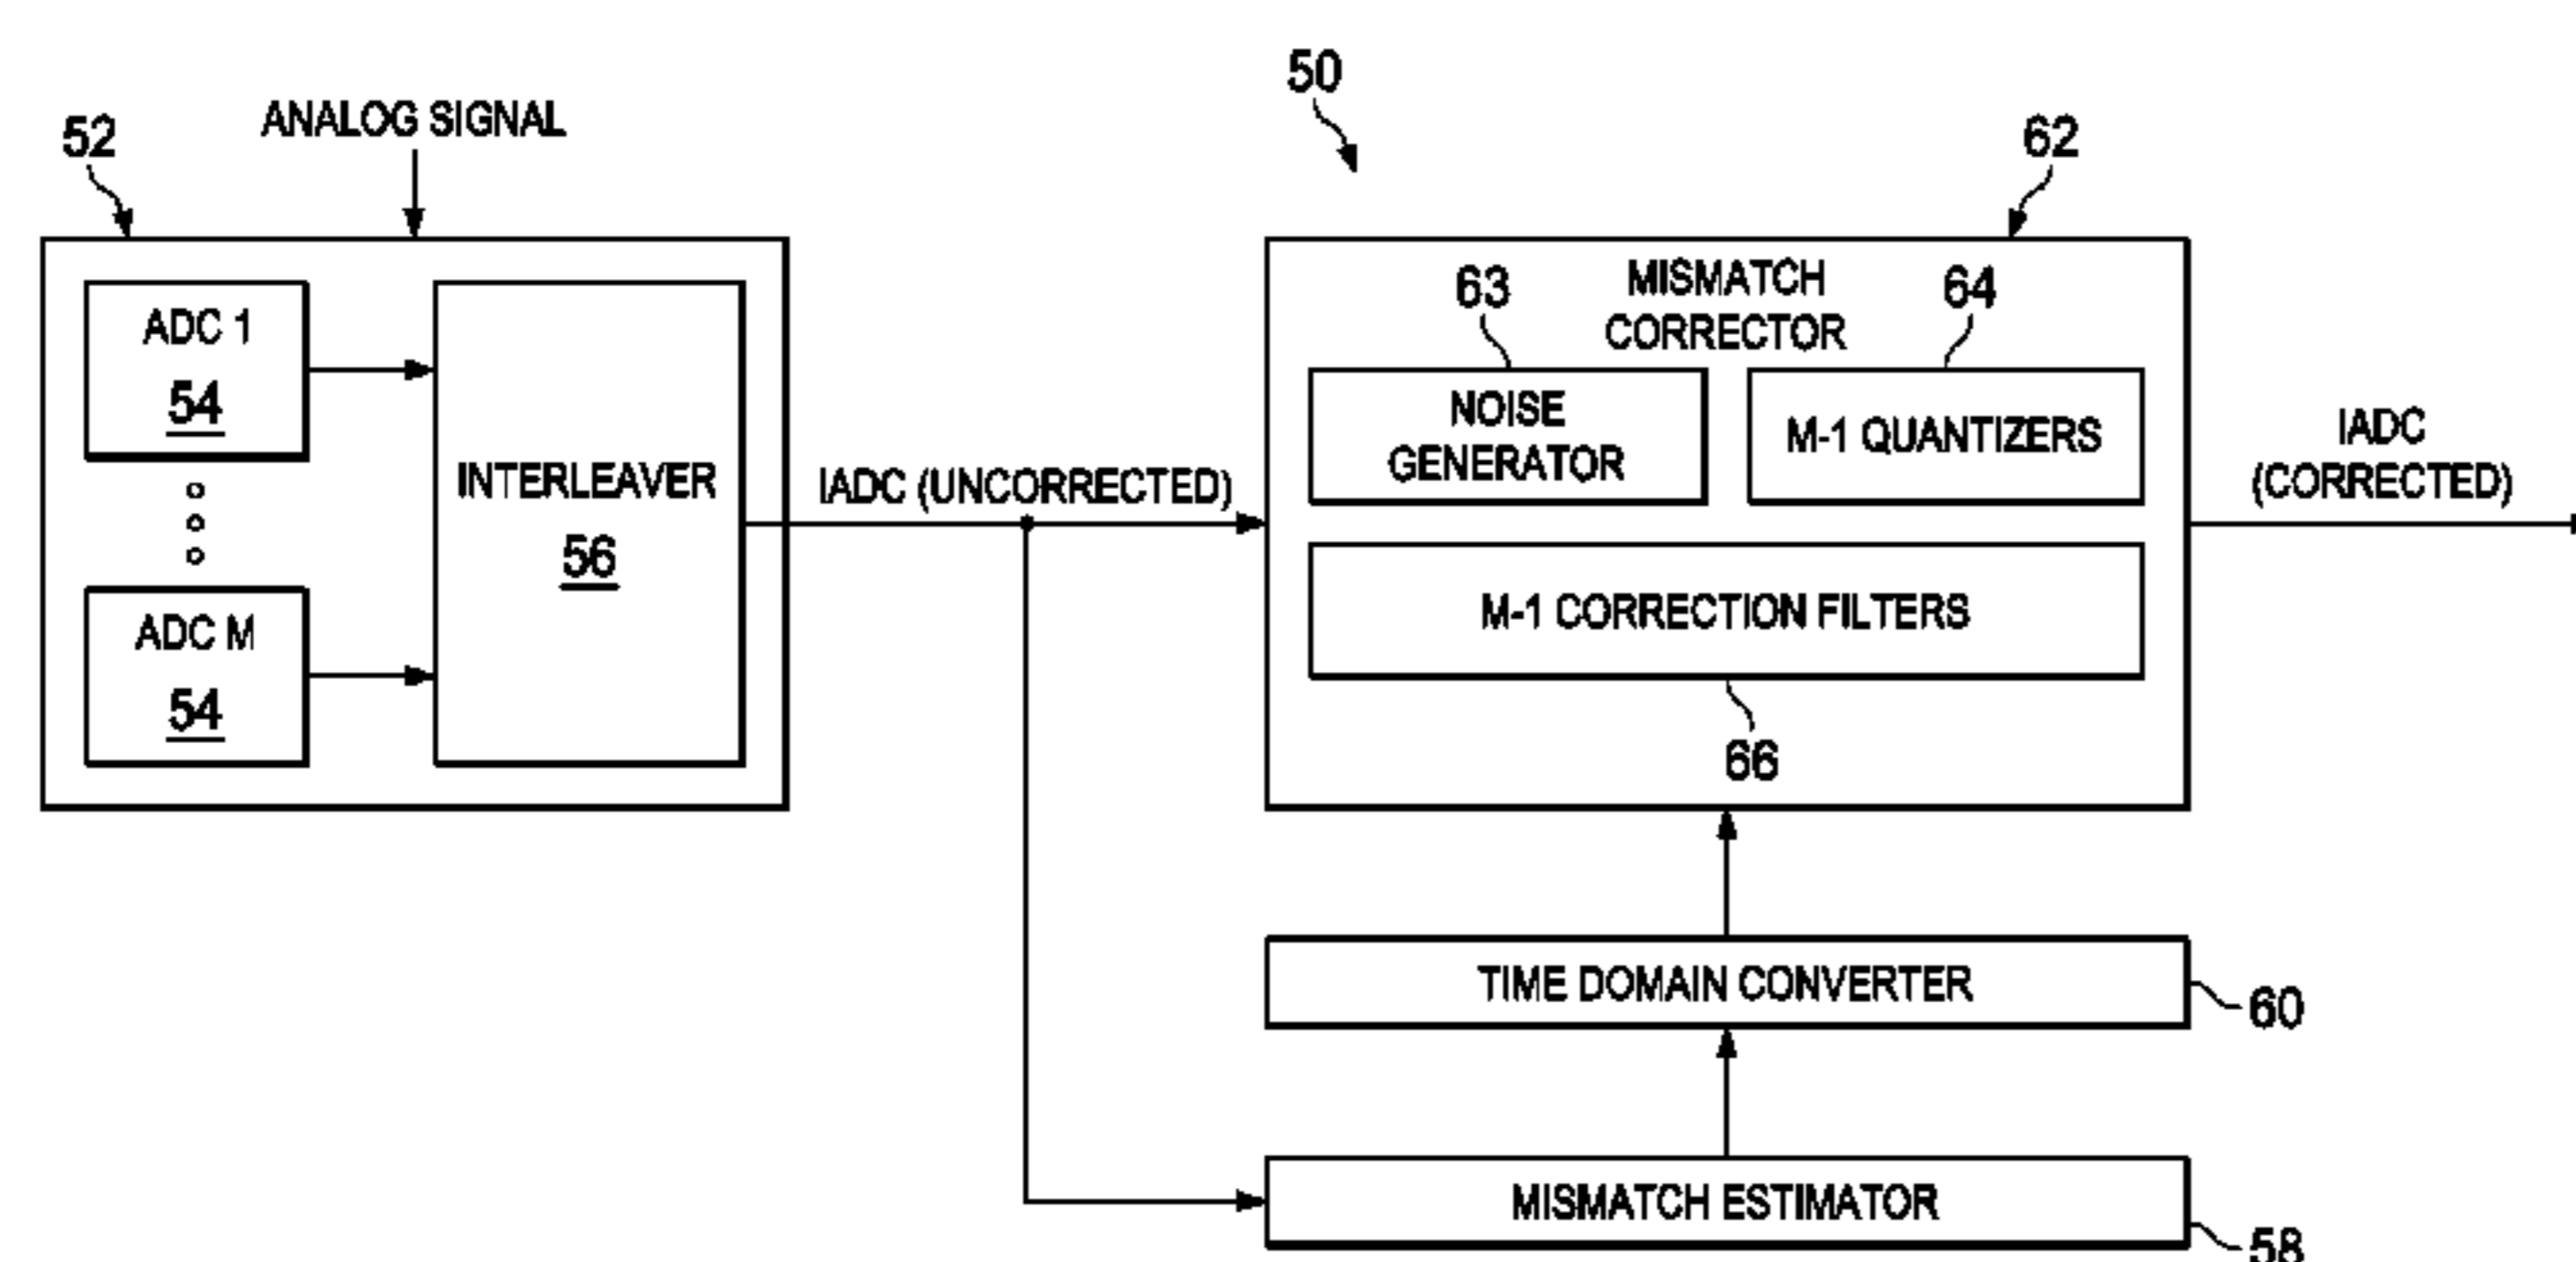 50
52
ANALOG SIGNAL
62
ADC 1
54
ADC M
54
INTERLEAVER
56
IADC (UNCORRECTED)
MISMATCH
CORRECTOR
63
64
NOISE
GENERATOR
M-1 QUANTIZERS
M-1 CORRECTION FILTERS
66
IADC
(CORRECTED)
TIME DOMAIN CONVERTER
60
MISMATCH ESTIMATOR
58